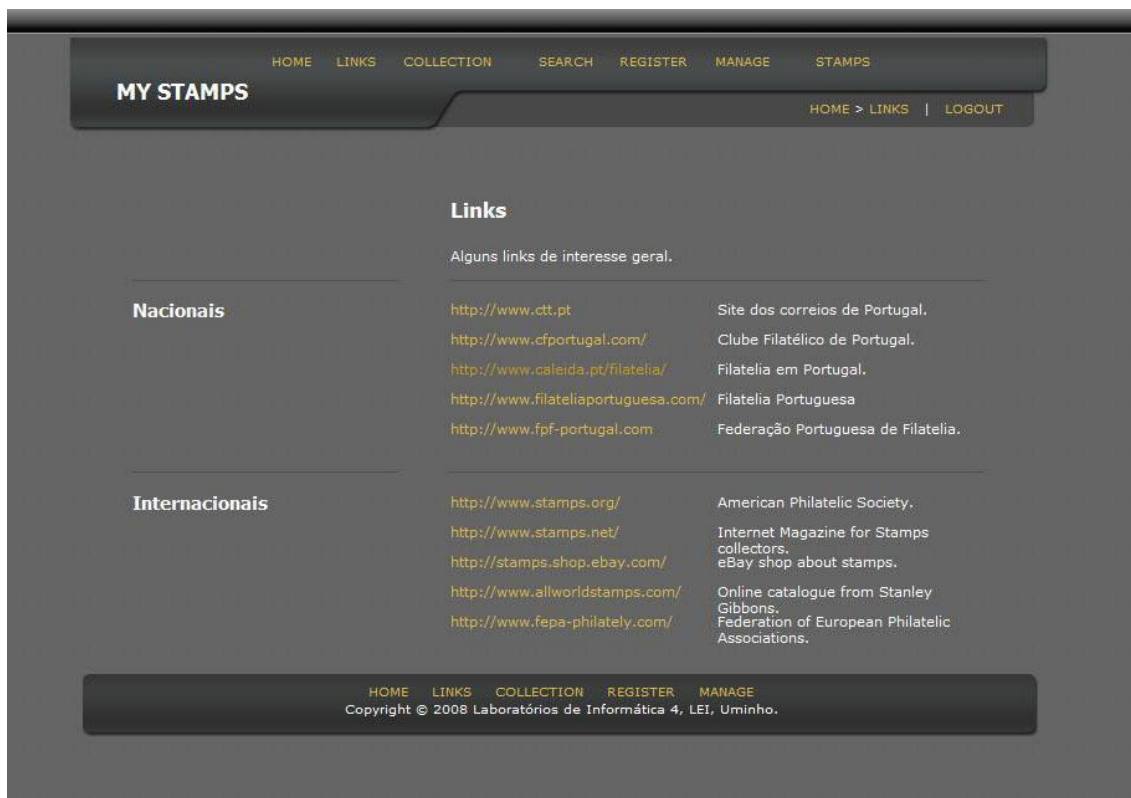 HOME LINKS COLLECTION SEARCH REGISTER MANAGE STAMPS
MY STAMPS
HOME > LINKS | LOGOUT
Links
Alguns links de interesse geral.
Nacionais
http://www.ctt.pt Site dos correios de Portugal.
http://www.cfportugal.com/ Clube Filatélico de Portugal.
http://www.caleida.pt/filatelia/ Filatelia em Portugal.
http://www.filateliaportuguesa.com/ Filatelia Portuguesa
http://www.fpf-portugal.com Federação Portuguesa de Filatelia.
Internacionais
http://www.stamps.org/ American Philatelic Society.
http://www.stamps.net/ Internet Magazine for Stamps
collectors.
http://stamps.shop.ebay.com/ eBay shop about stamps.
http://www.allworldstamps.com/ Online catalogue from Stanley
Gibbons.
http://www.fepa-philately.com/ Federation of European Philatelic
Associations.
HOME LINKS COLLECTION REGISTER MANAGE
Copyright © 2008 Laboratórios de Informática 4, LEI, Uminho.